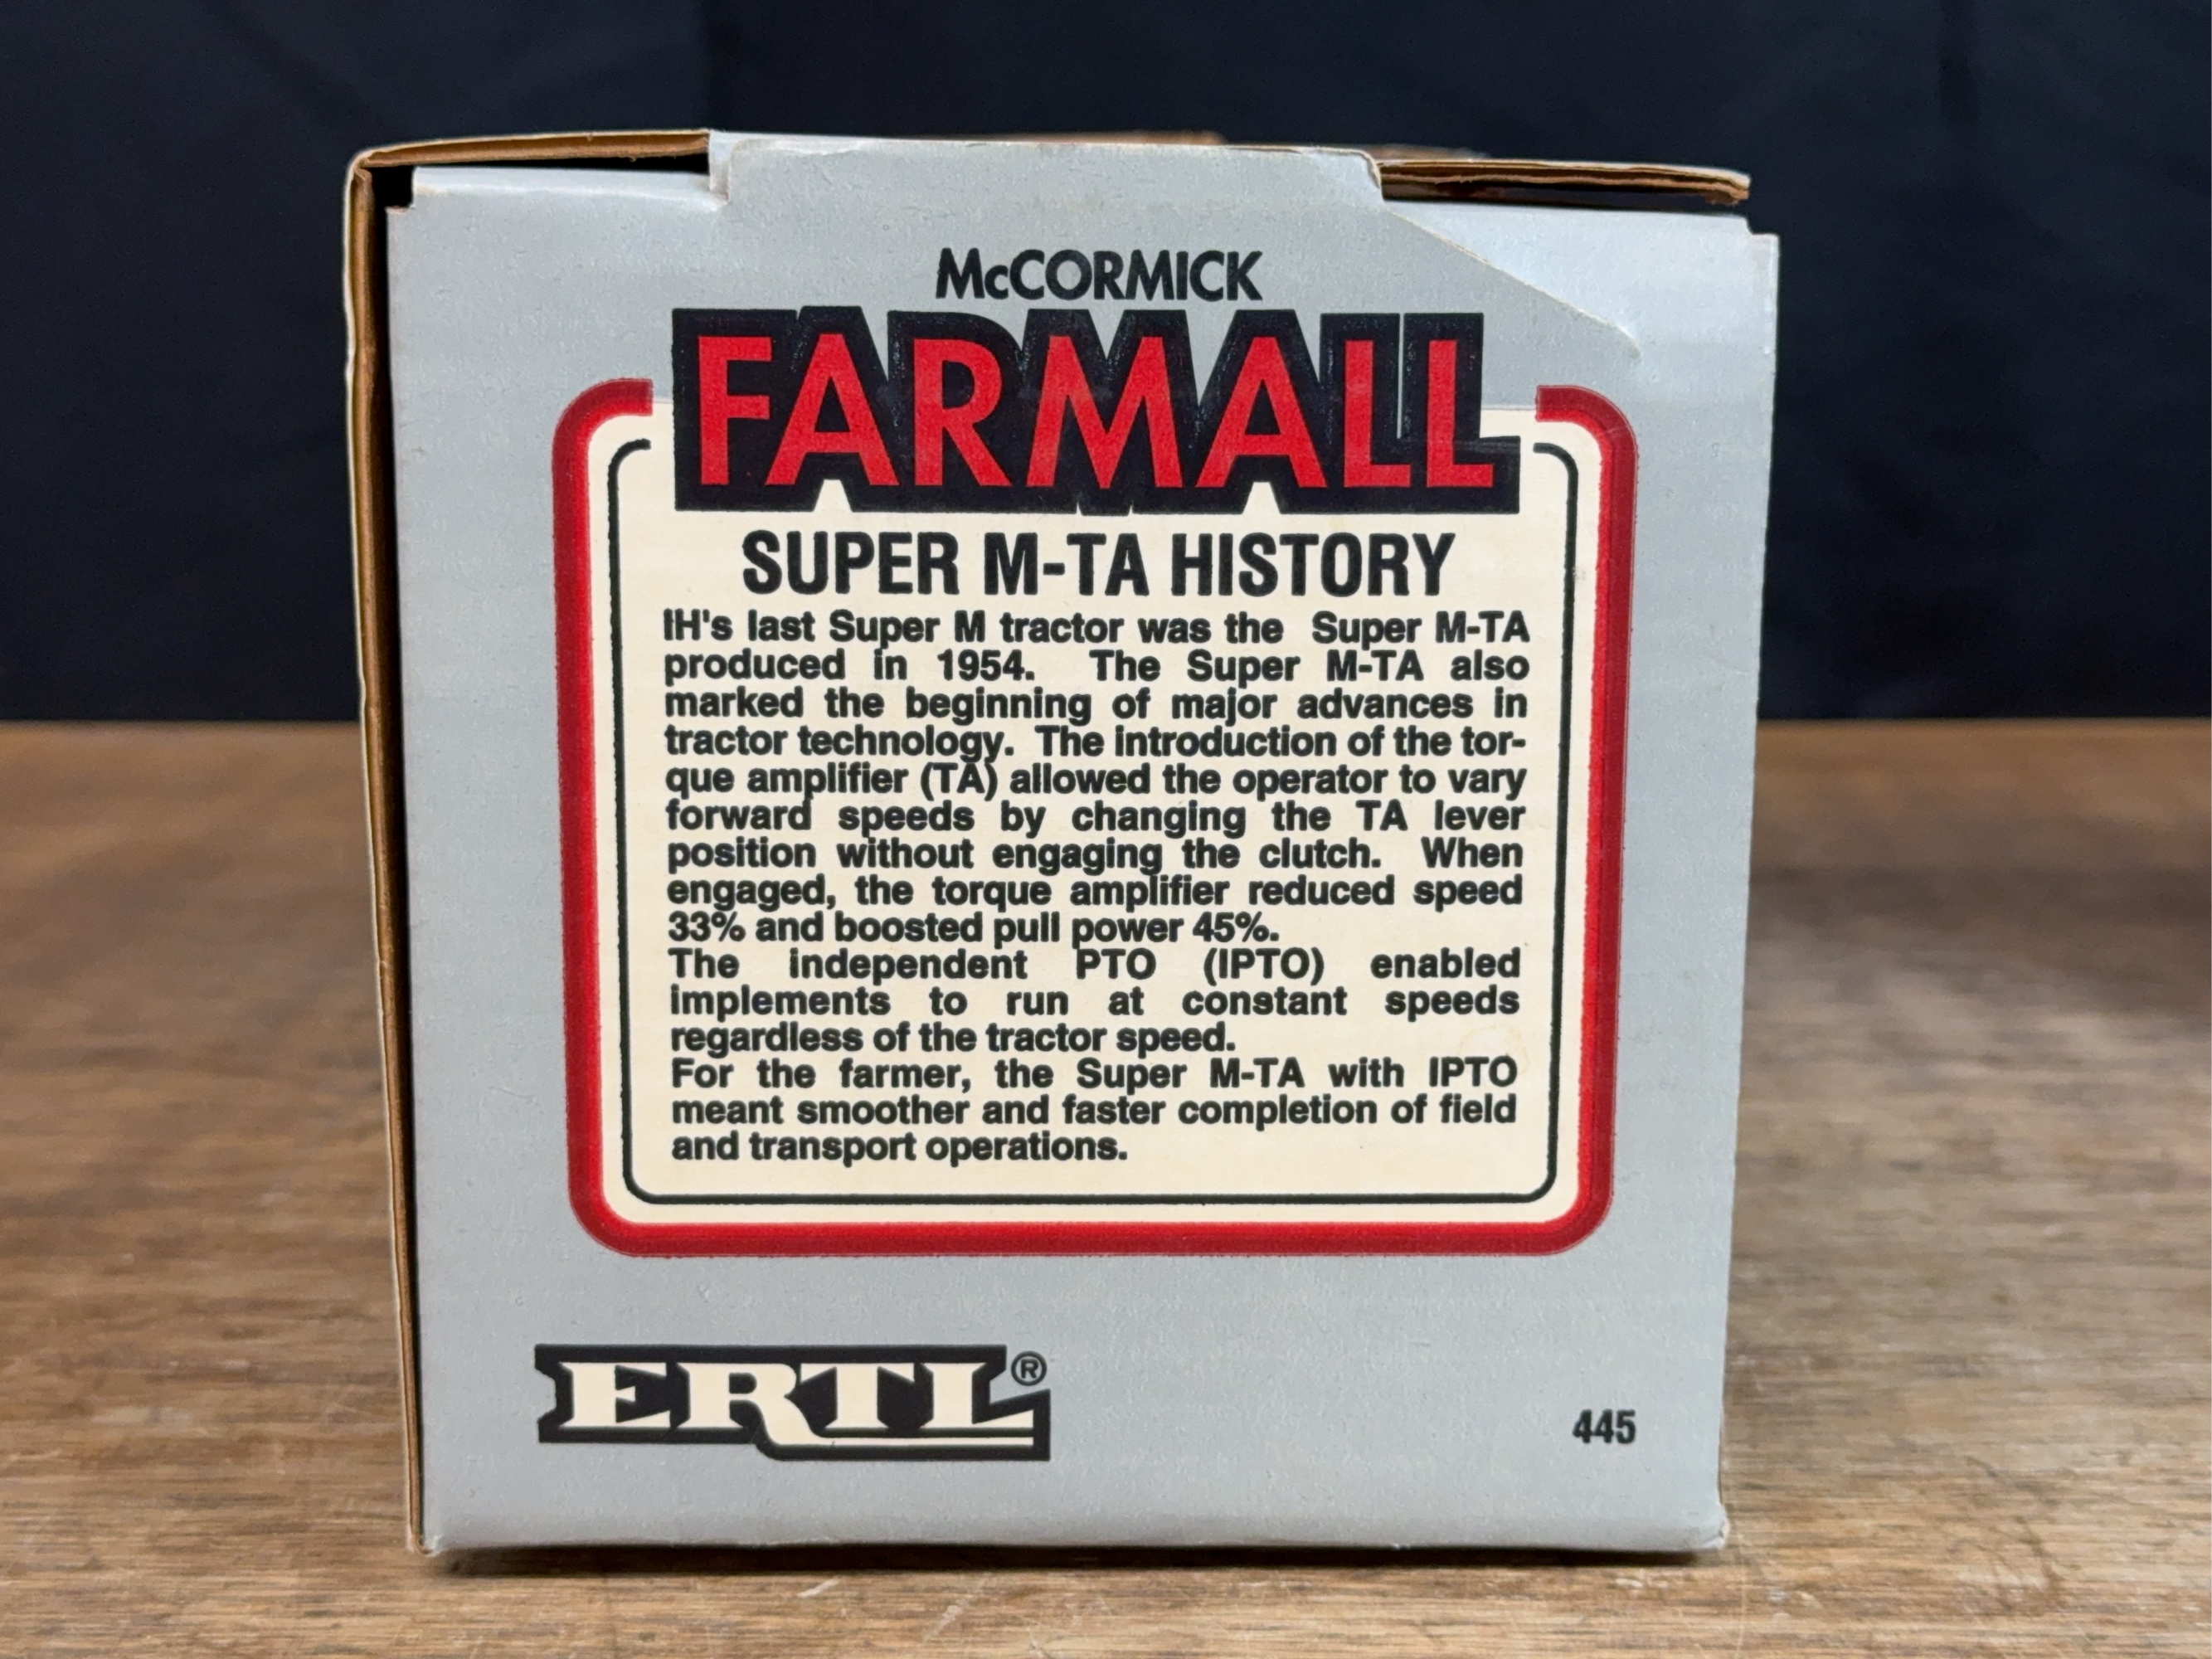 McCORMICK
FARMALL
SUPER M-TA HISTORY
IH's last Super M tractor was the Super M-TA
produced in 1954. The Super M-TA also
marked the beginning of major advances in
tractor technology. The introduction of the tor-
que amplifier (TA) allowed the operator to vary
forward speeds by changing the TA lever
position without engaging the clutch. When
engaged, the torque amplifier reduced speed
33% and boosted pull power 45%.
The independent PTO (IPTO) enabled
implements to run at constant speeds
regardless of the tractor speed.
For the farmer, the Super M-TA with IPTO
meant smoother and faster completion of field
and transport operations.
ERTL®
445